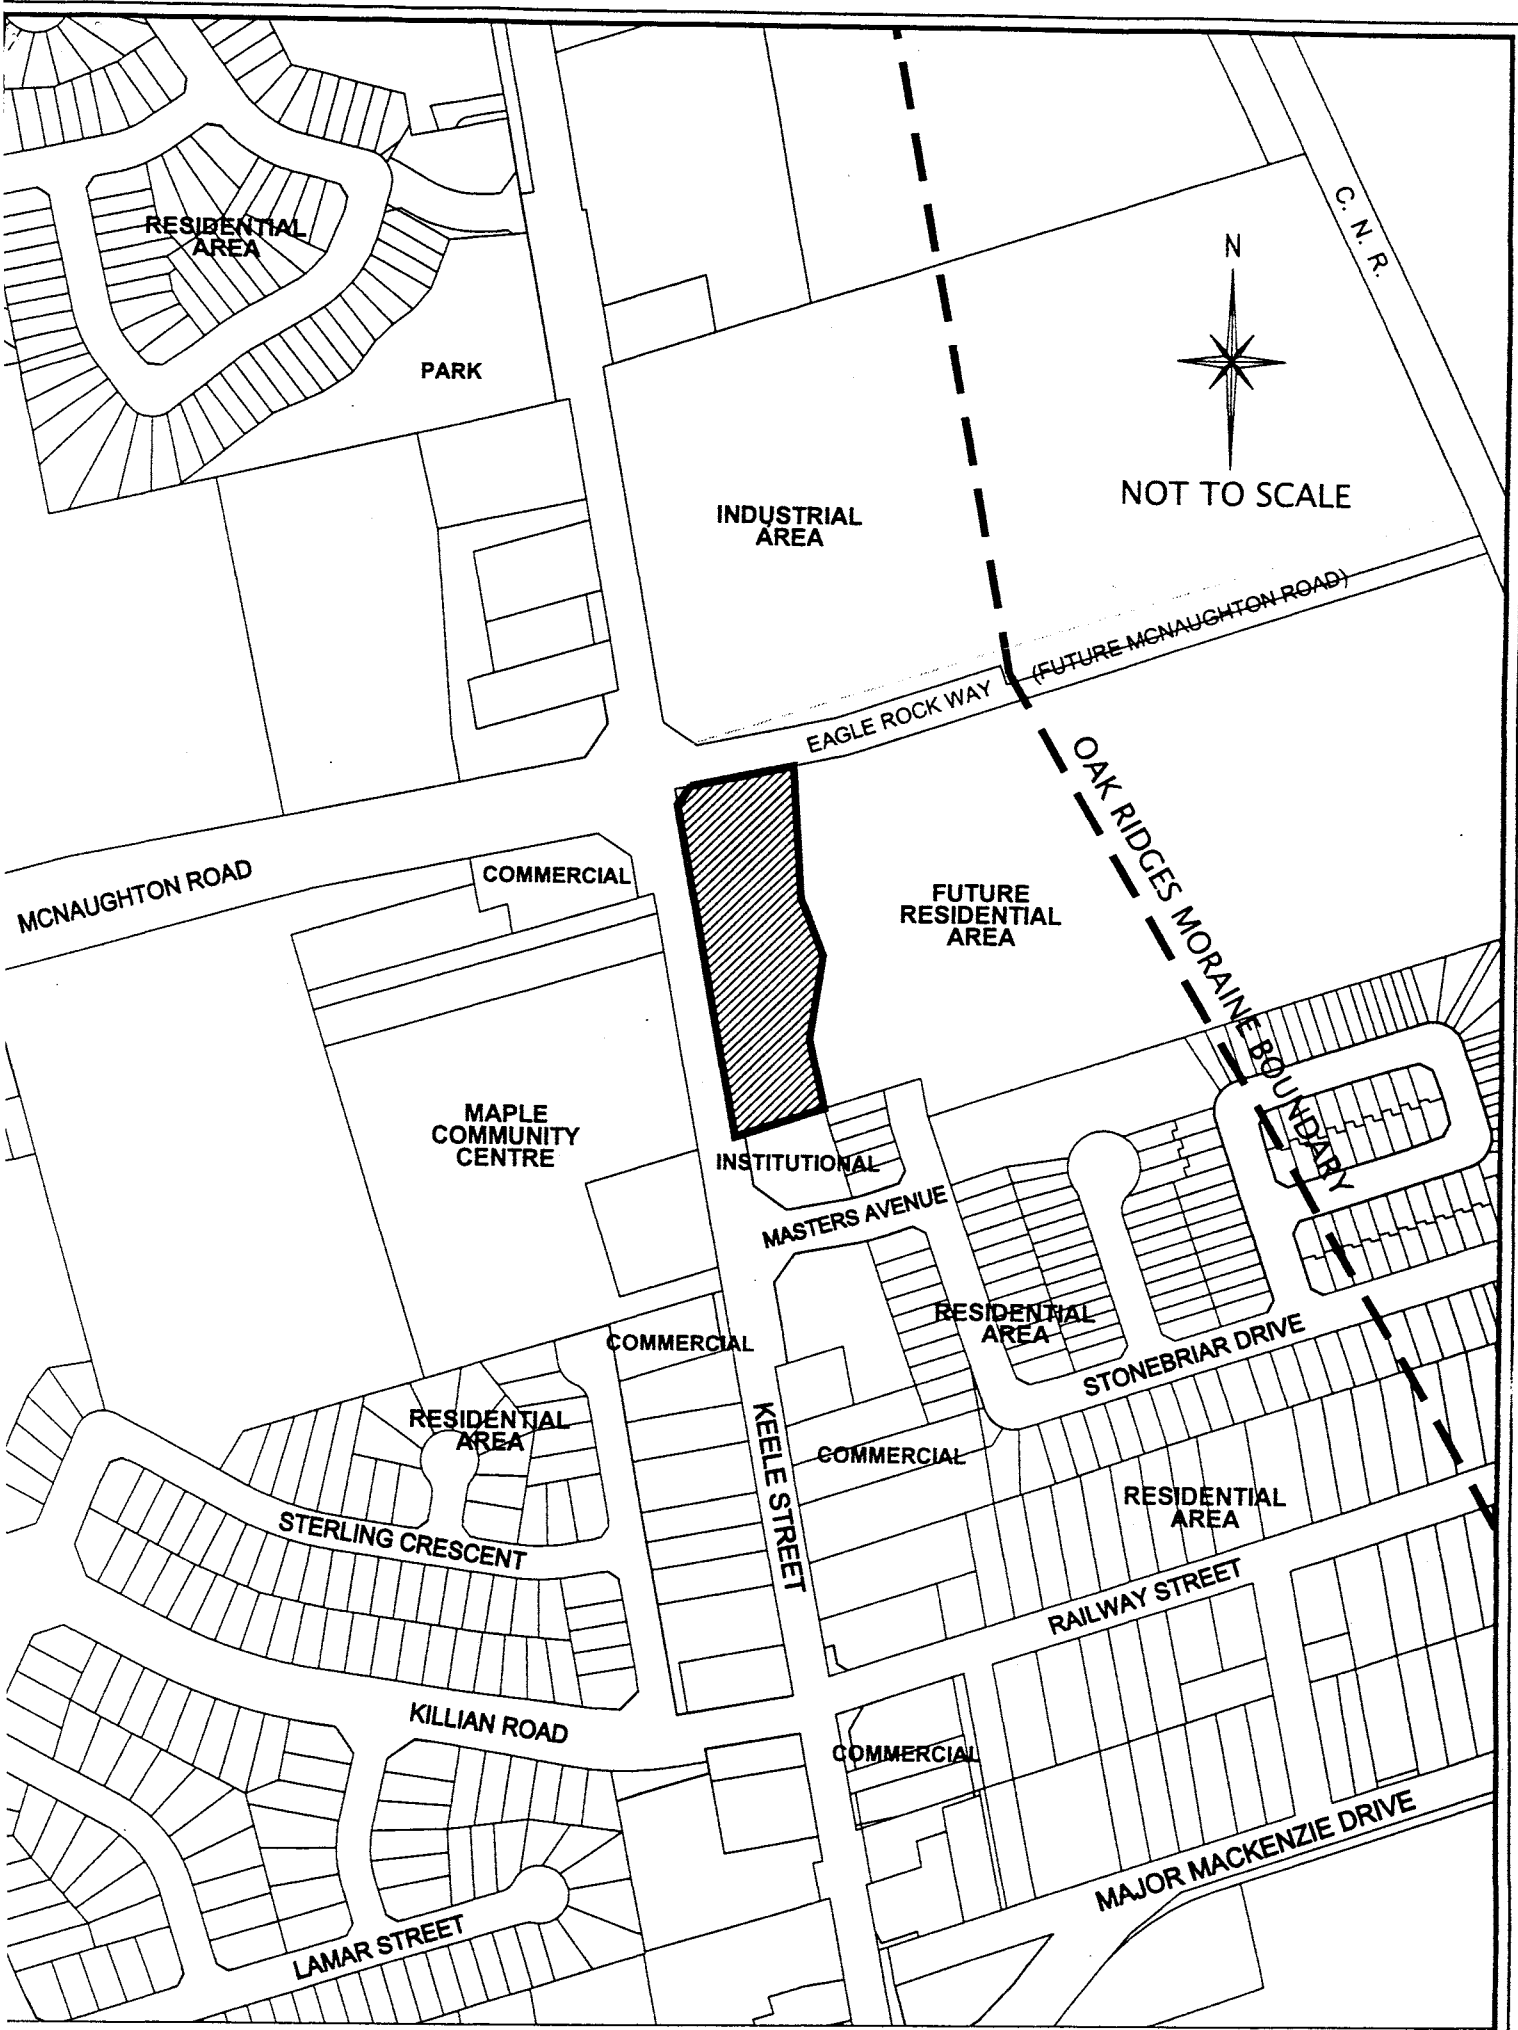 RESIDENTIAL
AREA
C. N. R.
N
PARK
NOT TO SCALE
INDUSTRIAL
AREA
(FUTURE MCNAUGHTON ROAD)
EAGLE ROCK WAY
OAK RIDGES MORAINE BOUNDARY
MCNAUGHTON ROAD
COMMERCIAL
FUTURE
RESIDENTIAL
AREA
MAPLE
COMMUNITY
CENTRE
INSTITUTIONAL
MASTERS AVENUE
RESIDENTIAL
AREA
COMMERCIAL
STONEBRIAR DRIVE
RESIDENTIAL
AREA
KEELE STREET
COMMERCIAL
RESIDENTIAL
AREA
STERLING CRESCENT
RAILWAY STREET
KILLIAN ROAD
COMMERCIAL
MAJOR MACKENZIE DRIVE
LAMAR STREET